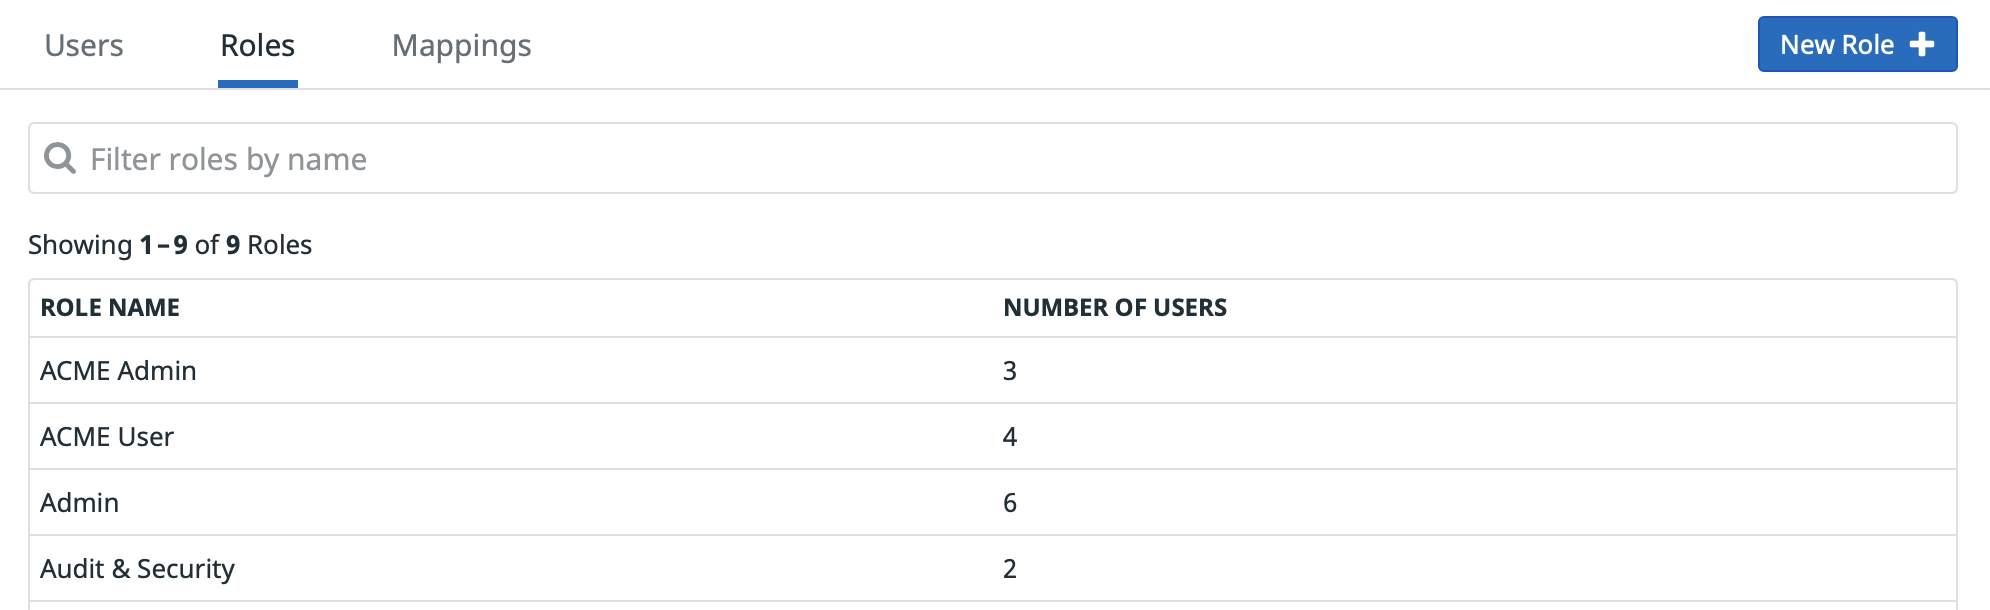 Users Roles Mappings New Role
Filter roles by name
Showing 1–9 of 9 Roles
ROLE NAME NUMBER OF USERS
ACME Admin 3
ACME User 4
Admin 6
Audit & Security 2